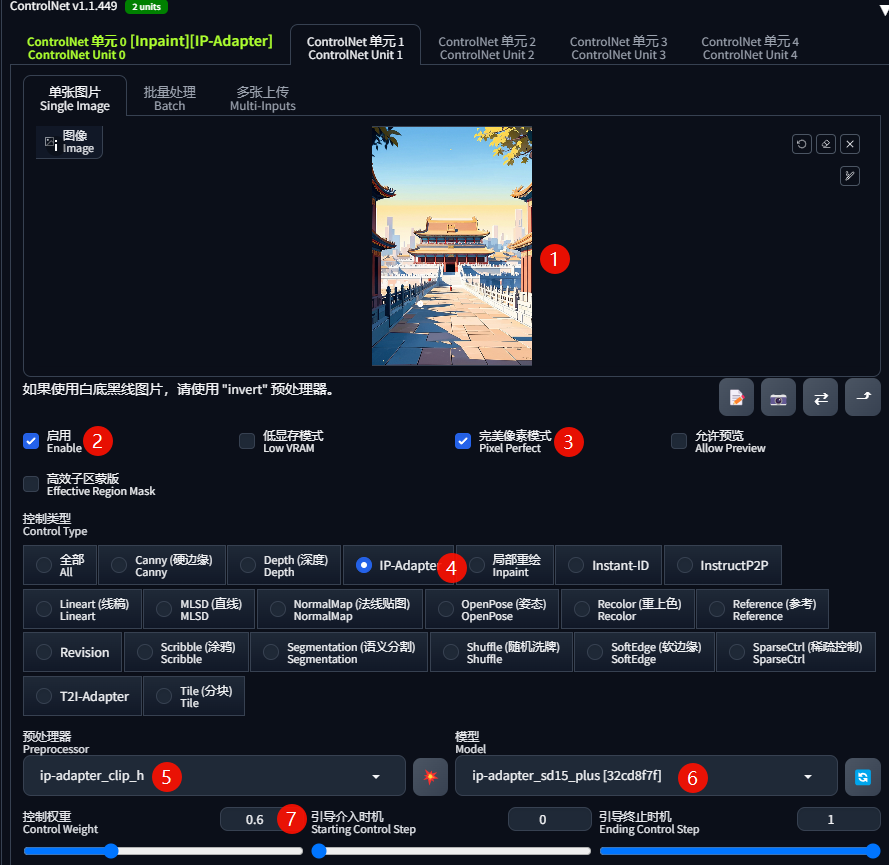 ControlNet v1.1.449 2 units
ControlNet 单元 0 [Inpaint][IP-Adapter]
ControlNet Unit 0
ControlNet 单元 1
ControlNet Unit 1
ControlNet 单元 2
ControlNet Unit 2
ControlNet 单元 3
ControlNet Unit 3
ControlNet 单元 4
ControlNet Unit 4
单张图片
Single Image
批量处理
Batch
多张上传
Multi-Inputs
图像
Image
1
如果使用白底黑线图片，请使用 "invert" 预处理器。
启用
Enable
2
低显存模式
Low VRAM
完美像素模式
Pixel Perfect
3
允许预览
Allow Preview
高效子区蒙版
Effective Region Mask
控制类型
Control Type
全部
All
Canny (硬边缘)
Canny
Depth (深度)
Depth
IP-Adapter
4
局部重绘
Inpaint
Instant-ID
InstructP2P
Lineart (线稿)
Lineart
MLSD (直线)
MLSD
NormalMap (法线贴图)
NormalMap
OpenPose (姿态)
OpenPose
Recolor (重上色)
Recolor
Reference (参考)
Reference
Revision
Scribble (涂鸦)
Scribble
Segmentation (语义分割)
Segmentation
Shuffle (随机洗牌)
Shuffle
SoftEdge (软边缘)
SoftEdge
SparseCtrl (稀疏控制)
SparseCtrl
T2I-Adapter
Tile (分块)
Tile
预处理器
Preprocessor
ip-adapter_clip_h
5
模型
Model
ip-adapter_sd15_plus [32cd8f7f]
6
控制权重
Control Weight
0.6
7
引导介入时机
Starting Control Step
0
引导终止时机
Ending Control Step
1